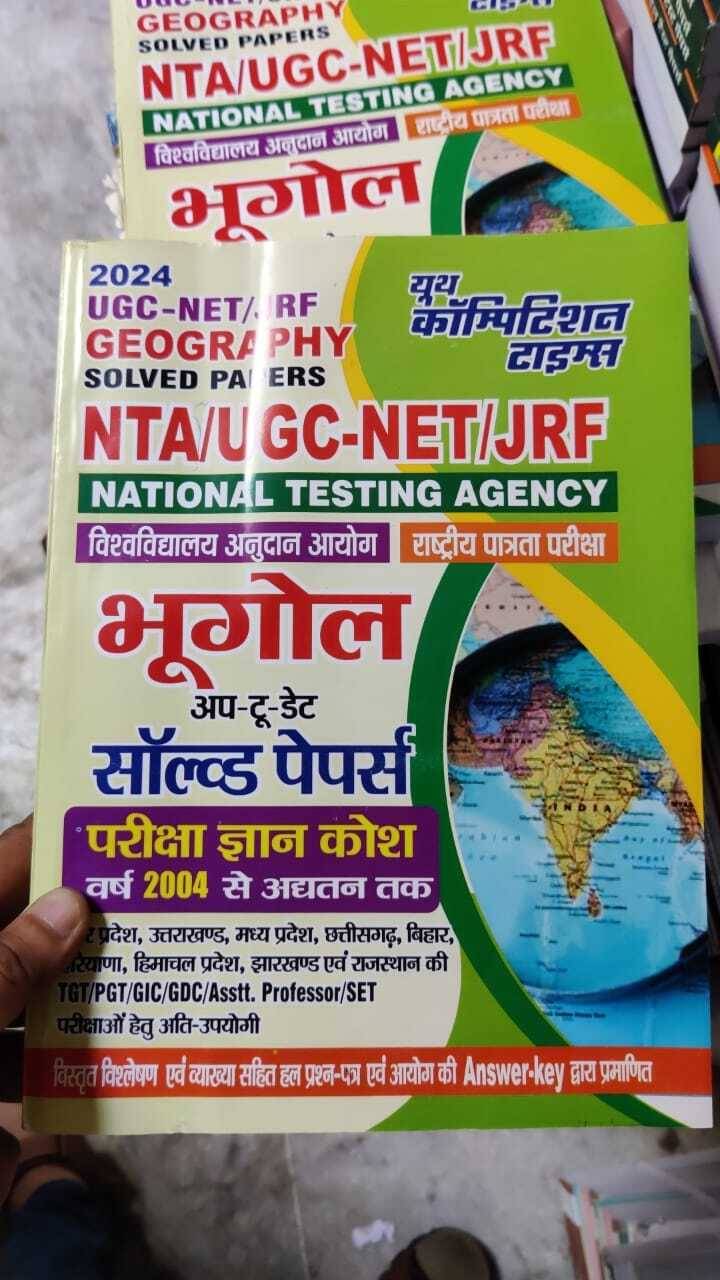 GEOGRAPHY
SOLVED PAPERS
NTA/UGC-NET/JRF
NATIONAL TESTING AGENCY
विश्वविद्यालय अनुदान आयोग राष्ट्रीय पात्रता परीक्षा
भूगोल
2024
UGC-NET/JRF
GEOGRAPHY
SOLVED PAPERS
यूथ
कॉम्पिटिशन
टाइम्स
NTA/UGC-NET/JRF
NATIONAL TESTING AGENCY
विश्वविद्यालय अनुदान आयोग राष्ट्रीय पात्रता परीक्षा
भूगोल
अप-टू-डेट
सॉल्व्ड पेपर्स
परीक्षा ज्ञान कोश
वर्ष 2004 से अद्यतन तक
प्रदेश, उत्तराखण्ड, मध्य प्रदेश, छत्तीसगढ़, बिहार,
हिमाचल प्रदेश, झारखण्ड एवं राजस्थान की
TGT/PGT/GIC/GDC/Asstt. Professor/SET
परीक्षाओं हेतु अति-उपयोगी
INDIA
विस्तृत विश्लेषण एवं व्याख्या सहित हल प्रश्न-पत्र एवं आयोग की Answer-key द्वारा प्रमाणित